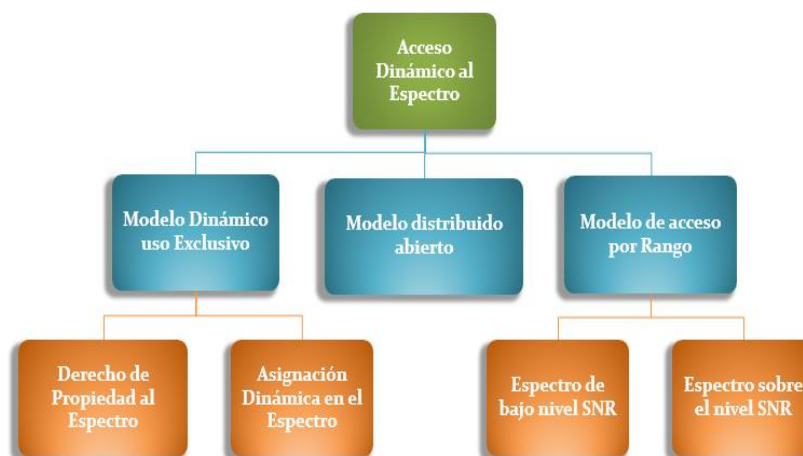 Acceso
Dinámico al
Espectro
Modelo Dinámico
uso Exclusivo
Modelo distribuido
abierto
Modelo de acceso
por Rango
Derecho de
Propiedad al
Espectro
Asignación
Dinámica en el
Espectro
Espectro de
bajo nivel SNR
Espectro sobre
el nivel SNR